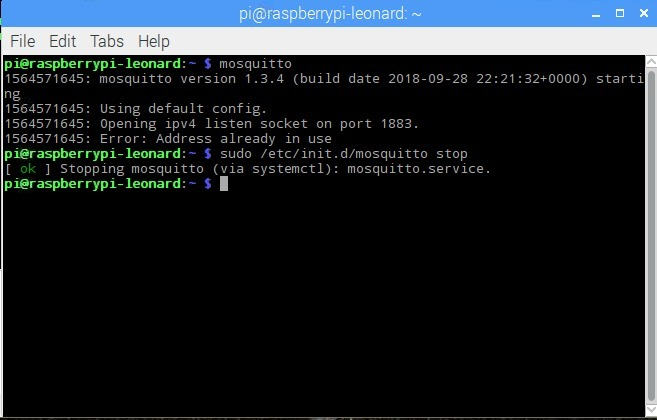 pi@raspberrypi-leonard: ~
File Edit Tabs Help
pi@raspberrypi-leonard:~ $ mosquitto
1564571645: mosquitto version 1.3.4 (build date 2018-09-28 22:21:32+0000) starti
ng
1564571645: Using default config.
1564571645: Opening ipv4 listen socket on port 1883.
1564571645: Error: Address already in use
pi@raspberrypi-leonard:~ $ sudo /etc/init.d/mosquitto stop
[ ok ] Stopping mosquitto (via systemctl): mosquitto.service.
pi@raspberrypi-leonard:~ $